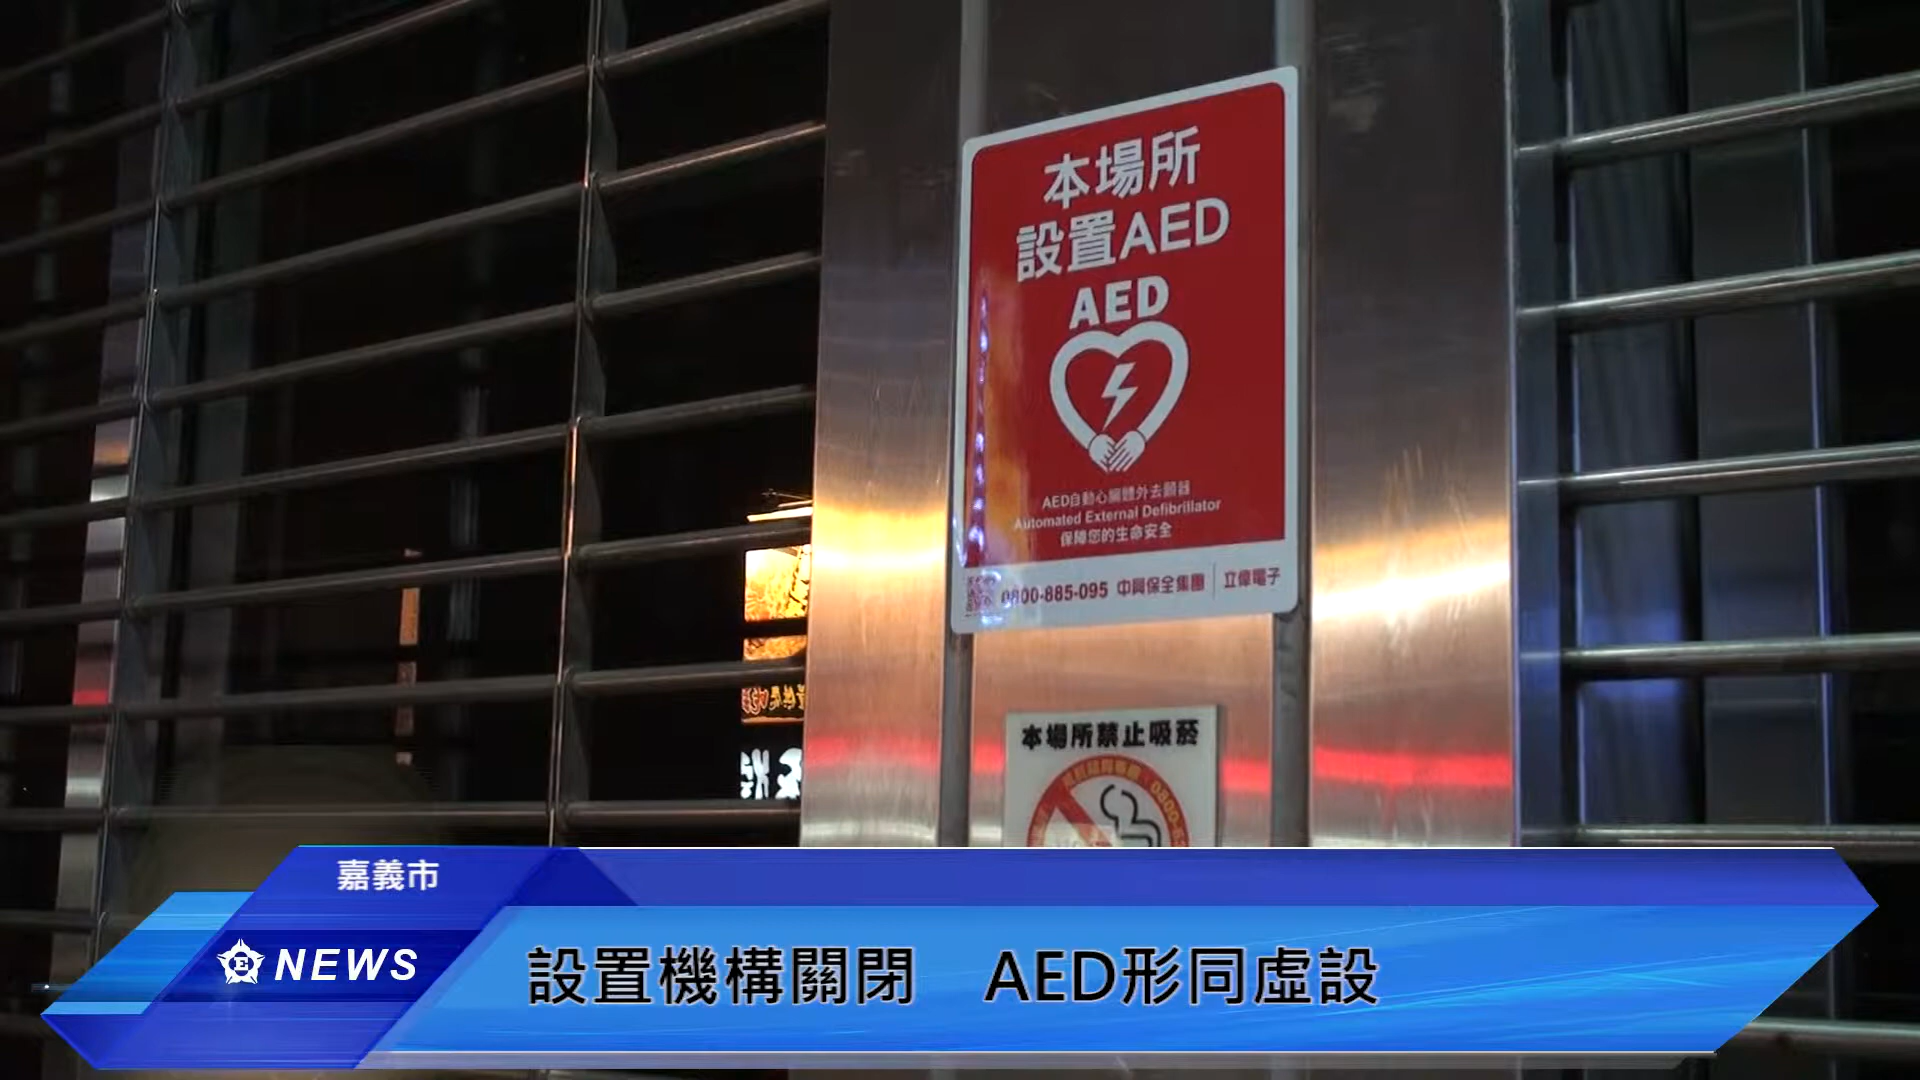 本場所
設置AED
AED
AED自動心臟體外去顫器
Automated External Defibrillator
保障您的生命安全
0800-885-095 中興保全集團 立偉電子
本場所禁止吸菸
嘉義市
E NEWS
設置機構關閉 AED形同虛設